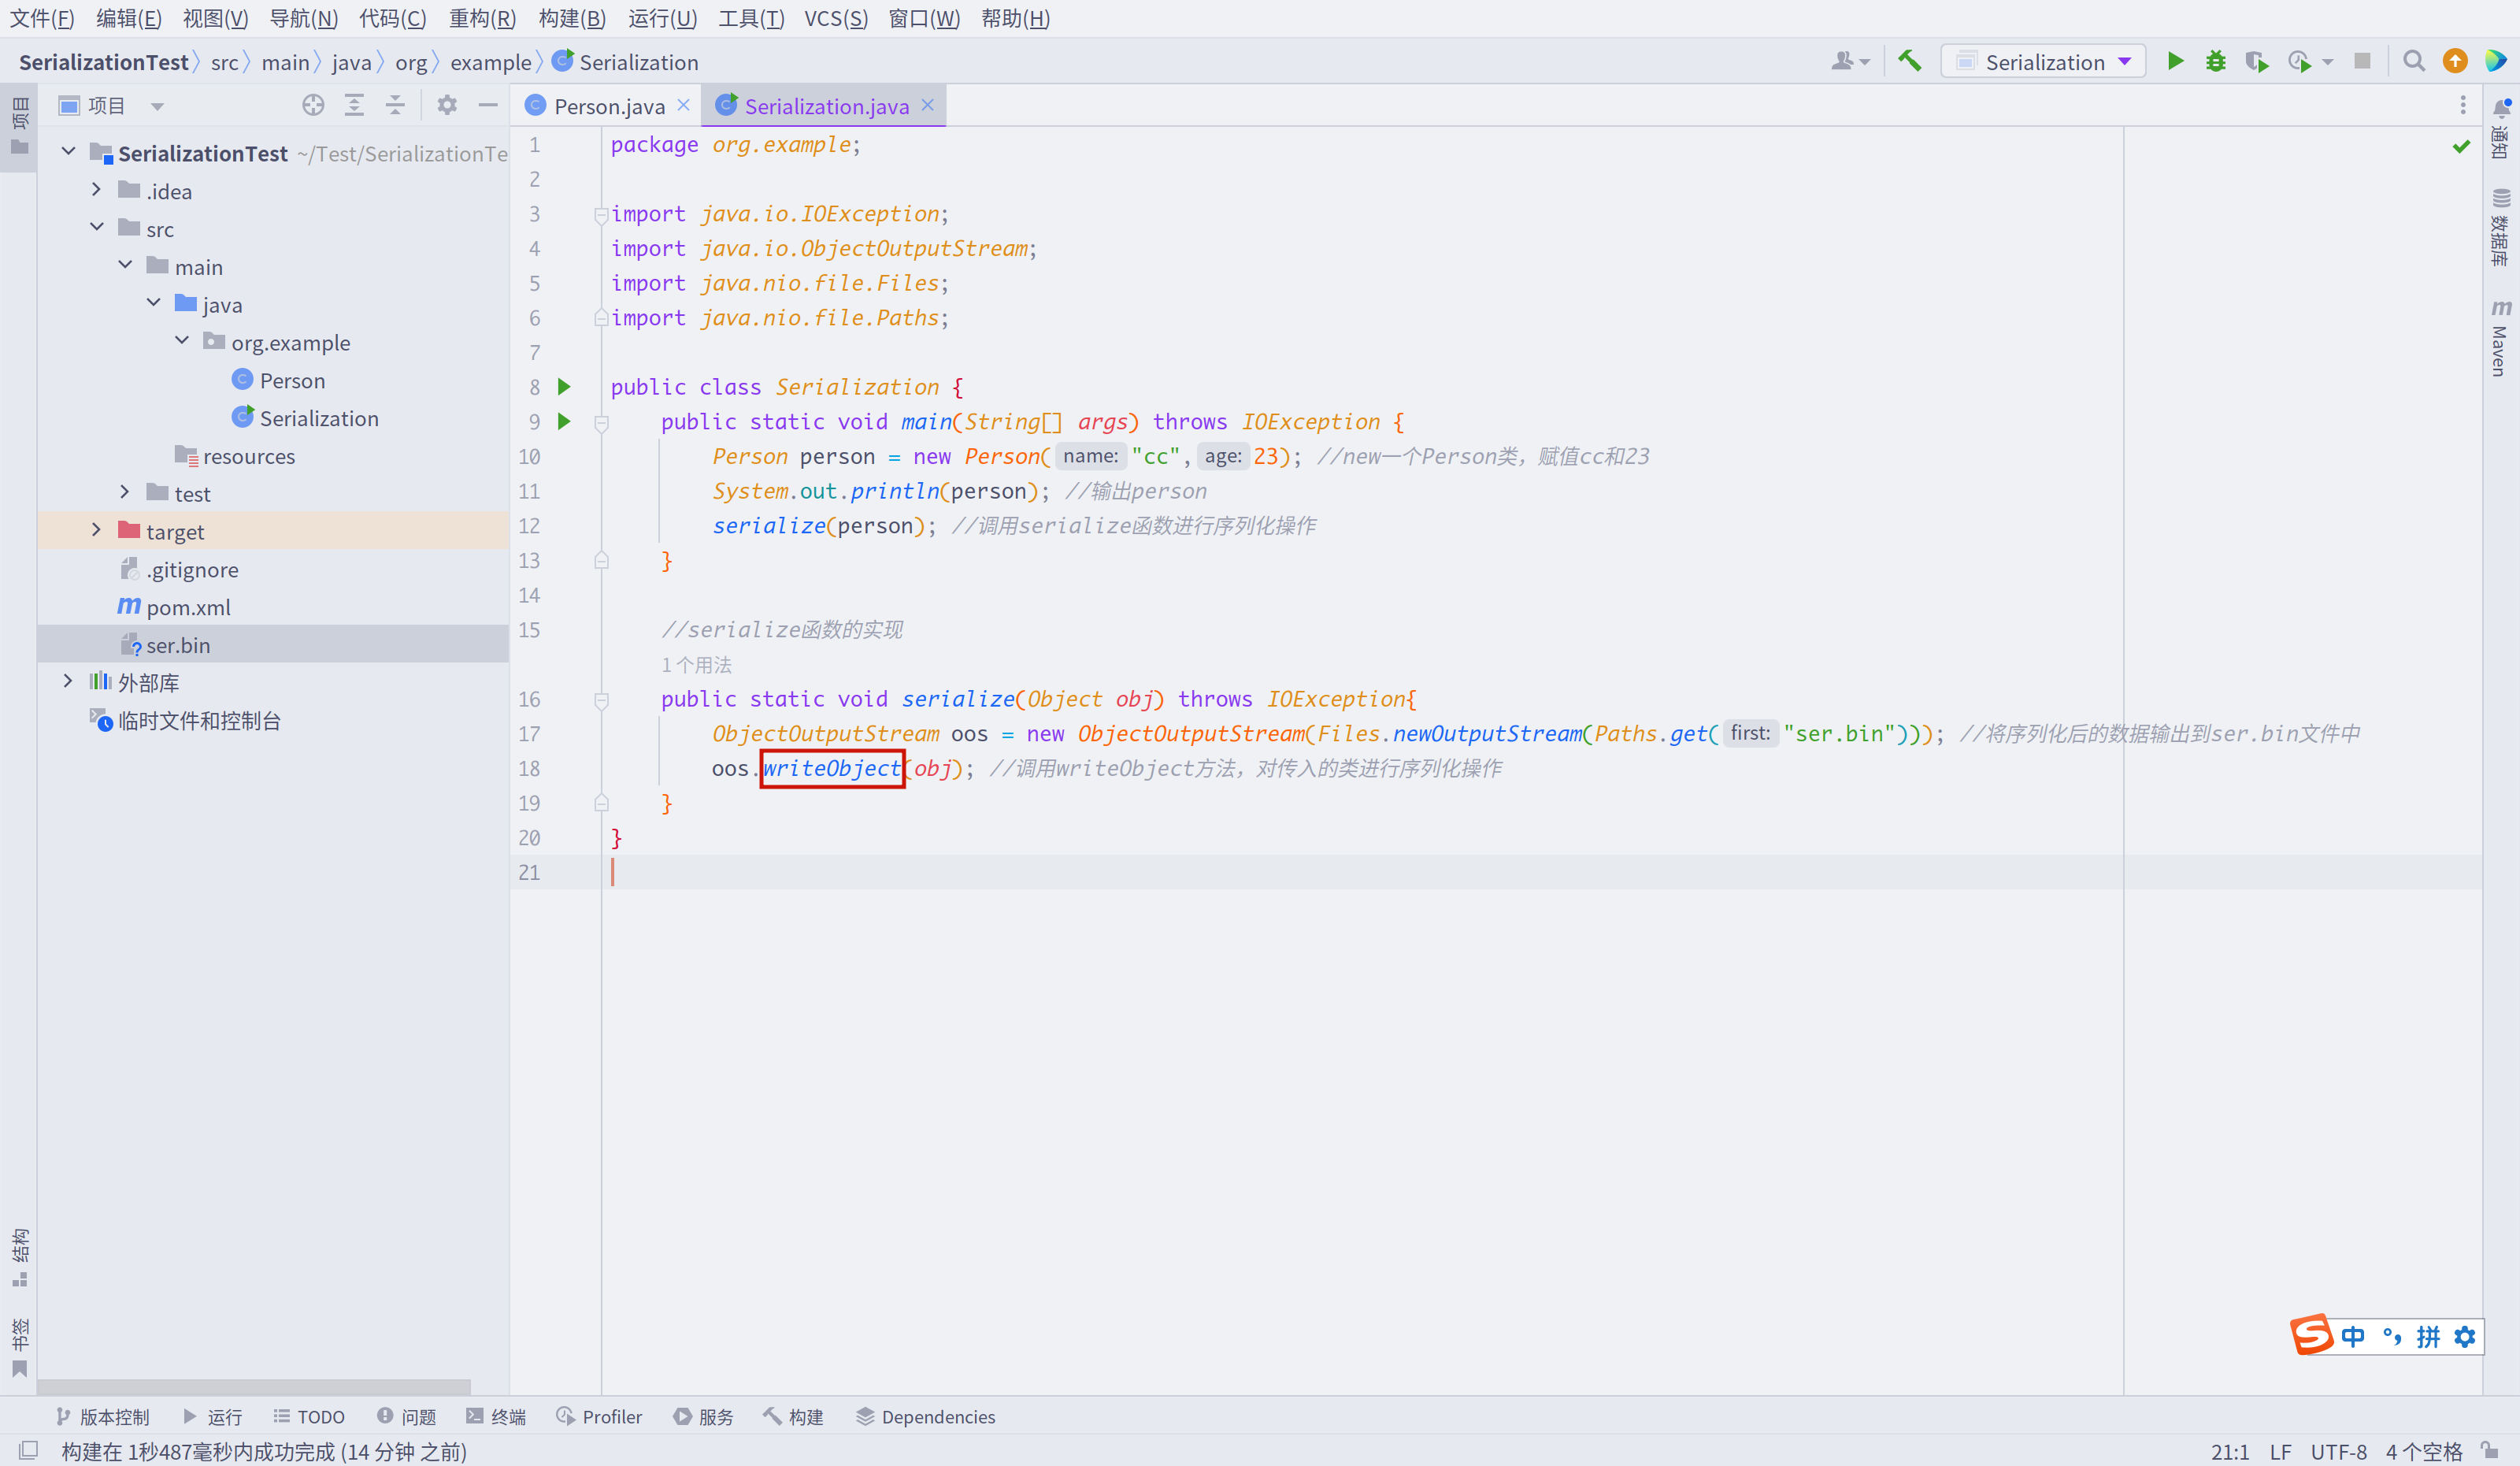 文件(F) 编辑(E) 视图(V) 导航(N) 代码(C) 重构(R) 构建(B) 运行(U) 工具(T) VCS(S) 窗口(W) 帮助(H)
SerializationTest src main java org example Serialization
Serialization
项目
项目
Person.java
Serialization.java
SerializationTest ~/Test/SerializationTe
.idea
src
main
java
org.example
Person
Serialization
resources
test
target
.gitignore
pom.xml
ser.bin
外部库
临时文件和控制台
1 package org.example;
2
3 import java.io.IOException;
4 import java.io.ObjectOutputStream;
5 import java.nio.file.Files;
6 import java.nio.file.Paths;
7
8 public class Serialization {
9 public static void main(String[] args) throws IOException {
10 Person person = new Person( name: "cc", age: 23); //new一个Person类，赋值cc和23
11 System.out.println(person); //输出person
12 serialize(person); //调用serialize函数进行序列化操作
13 }
14
15 //serialize函数的实现
1 个用法
16 public static void serialize(Object obj) throws IOException{
17 ObjectOutputStream oos = new ObjectOutputStream(Files.newOutputStream(Paths.get( first: "ser.bin"))); //将序列化后的数据输出到ser.bin文件中
18 oos.writeObject(obj); //调用writeObject方法，对传入的类进行序列化操作
19 }
20 }
21
通知
数据库
m
Maven
结构
书签
S 中 °, 拼
版本控制 运行 TODO 问题 终端 Profiler 服务 构建 Dependencies
构建在 1秒487毫秒内成功完成 (14 分钟 之前)
21:1 LF UTF-8 4 个空格